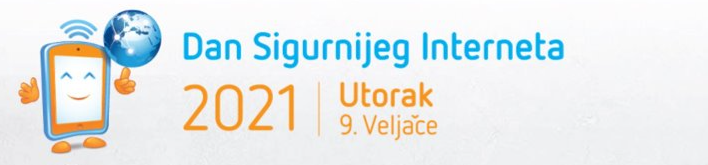 Dan Sigurnijeg Interneta
2021 | Utorak
9. Veljače